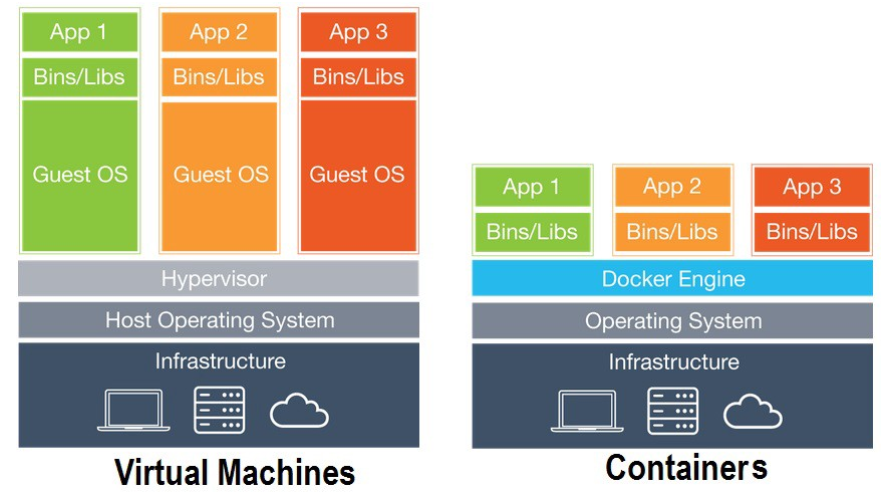 App 1
App 2
App 3
Bins/Libs
Bins/Libs
Bins/Libs
Guest OS
Guest OS
Guest OS
Hypervisor
Host Operating System
Infrastructure
Virtual Machines
App 1
App 2
App 3
Bins/Libs
Bins/Libs
Bins/Libs
Docker Engine
Operating System
Infrastructure
Containers